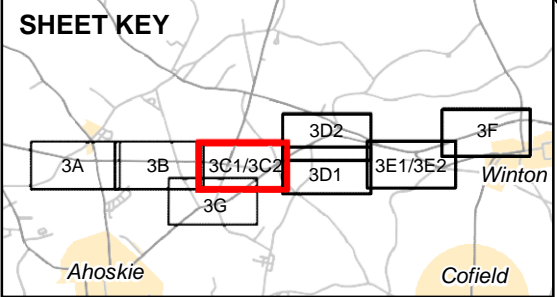 SHEET KEY
3F
3D2
3A
3B
3C1/3C2
3E1/3E2
3D1
Winton
3G
Ahoskie
Cofield